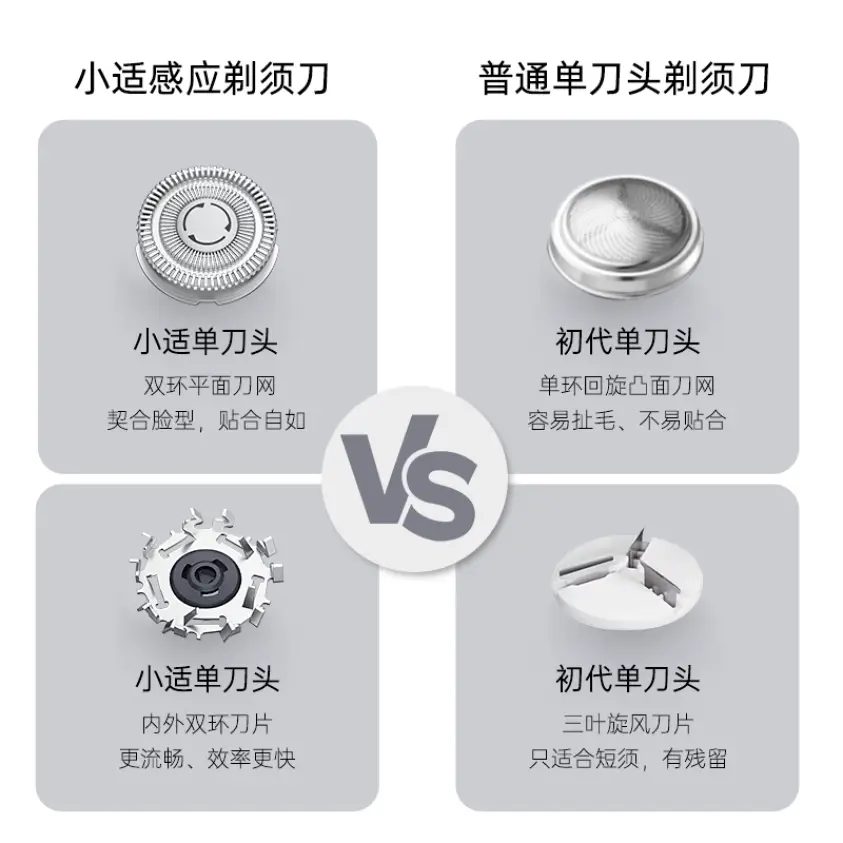 小适感应剃须刀
普通单刀头剃须刀
小适单刀头
双环平面刀网
契合脸型，贴合自如
初代单刀头
单环回旋凸面刀网
容易扯毛、不易贴合
VS
小适单刀头
内外双环刀片
更流畅、效率更快
初代单刀头
三叶旋风刀片
只适合短须，有残留